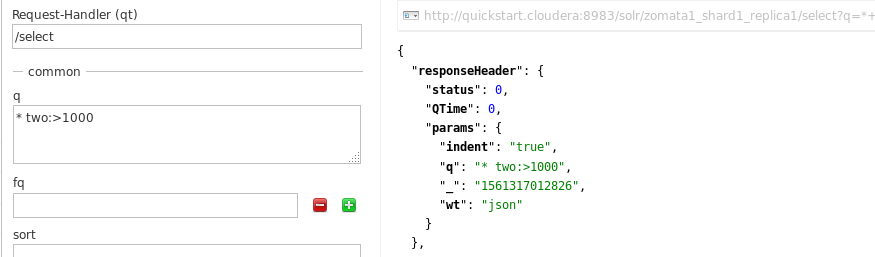 Request-Handler (qt)
/select
common
q
* two:>1000
fq
sort
http://quickstart.cloudera:8983/solr/zomata1_shard1_replica1/select?q=*+
{
"responseHeader": {
"status": 0,
"QTime": 0,
"params": {
"indent": "true",
"q": "* two:>1000",
"_": "1561317012826",
"wt": "json"
}
},